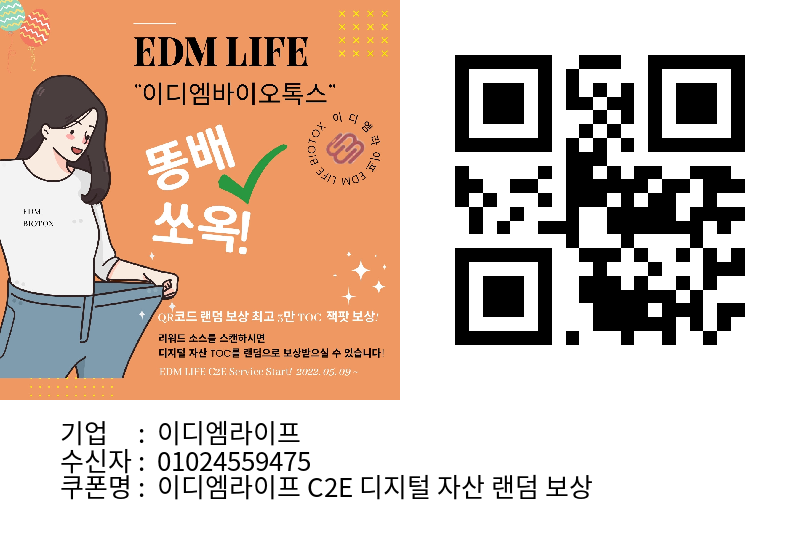 EDM LIFE
"이디엠바이오톡스"
똥배
쏘옥!
이디엠라이프 EDM LIFE BIOTOX
EDM
BIOTOX
QR코드 랜덤 보상 최고 5만 TOC 잭팟 보상!
리워드 소스를 스캔하시면
디지털 자산 TOC를 랜덤으로 보상받으실 수 있습니다!
EDM LIFE C2E Service Start! 2022. 05. 09 ~
기업 : 이디엠라이프
수신자 : 01024559475
쿠폰명 : 이디엠라이프 C2E 디지털 자산 랜덤 보상